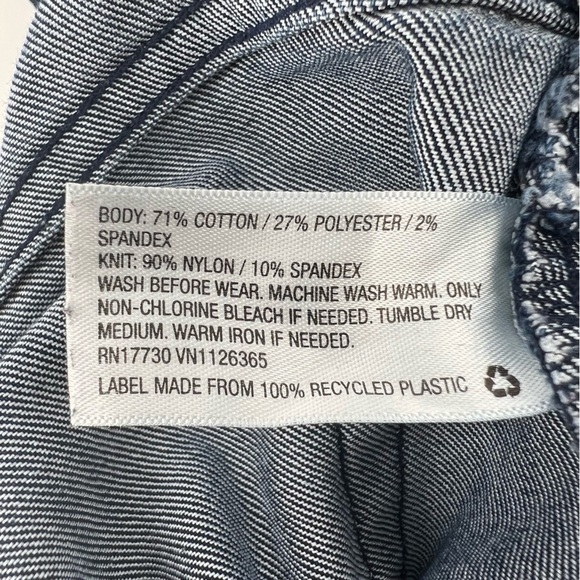 BODY: 71% COTTON / 27% POLYESTER / 2%
SPANDEX
KNIT: 90% NYLON / 10% SPANDEX
WASH BEFORE WEAR. MACHINE WASH WARM. ONLY
NON-CHLORINE BLEACH IF NEEDED. TUMBLE DRY
MEDIUM. WARM IRON IF NEEDED.
RN17730 VN1126365
LABEL MADE FROM 100% RECYCLED PLASTIC